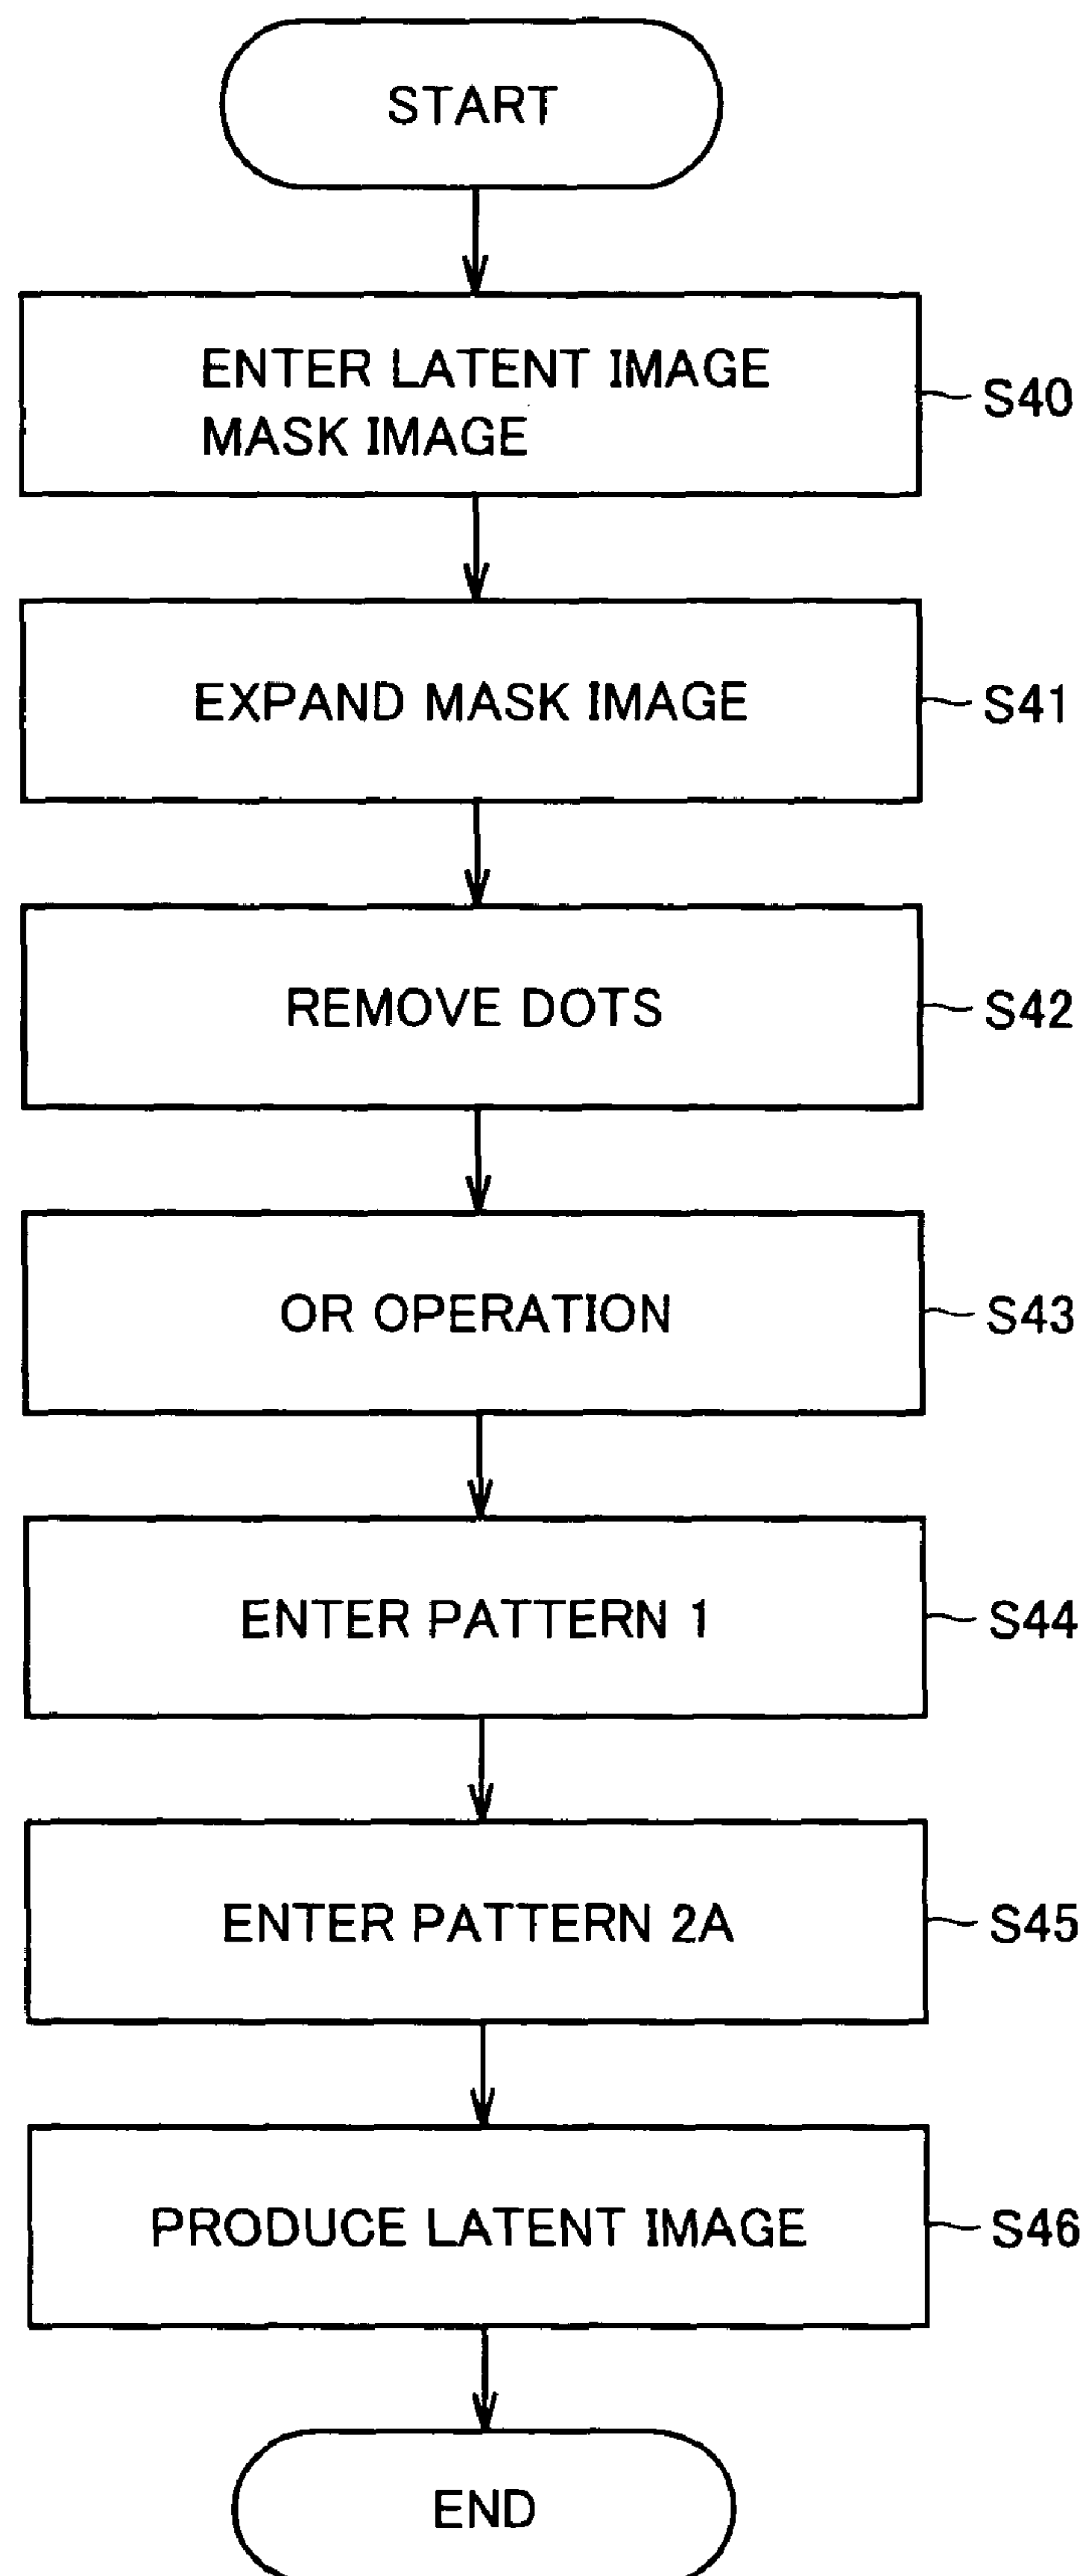 START
ENTER LATENT IMAGE
MASK IMAGE
S40
EXPAND MASK IMAGE
S41
REMOVE DOTS
S42
OR OPERATION
S43
ENTER PATTERN 1
S44
ENTER PATTERN 2A
S45
PRODUCE LATENT IMAGE
S46
END